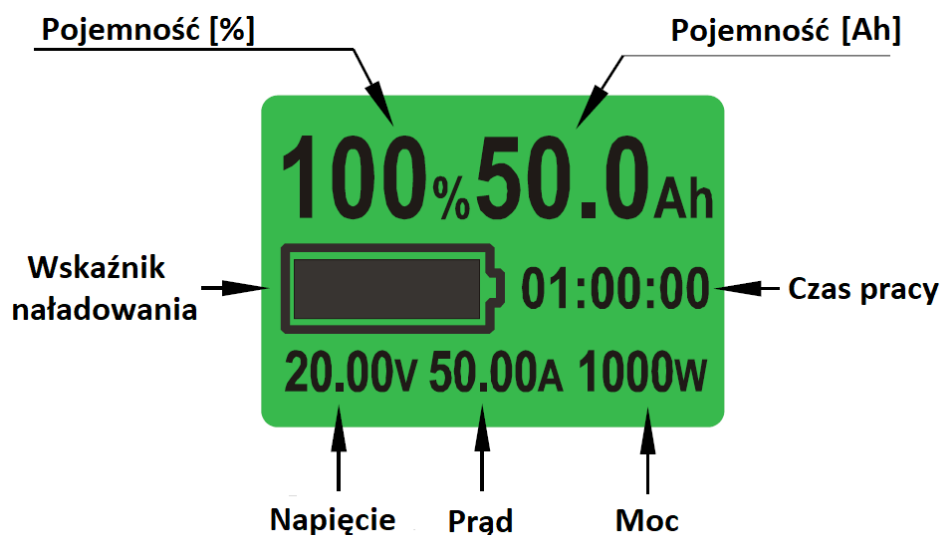 Pojemność [%]
Pojemność [Ah]
100% 50.0Ah
Wskaźnik
naładowania
01:00:00
Czas pracy
20.00V 50.00A 1000W
Napięcie
Prąd
Moc